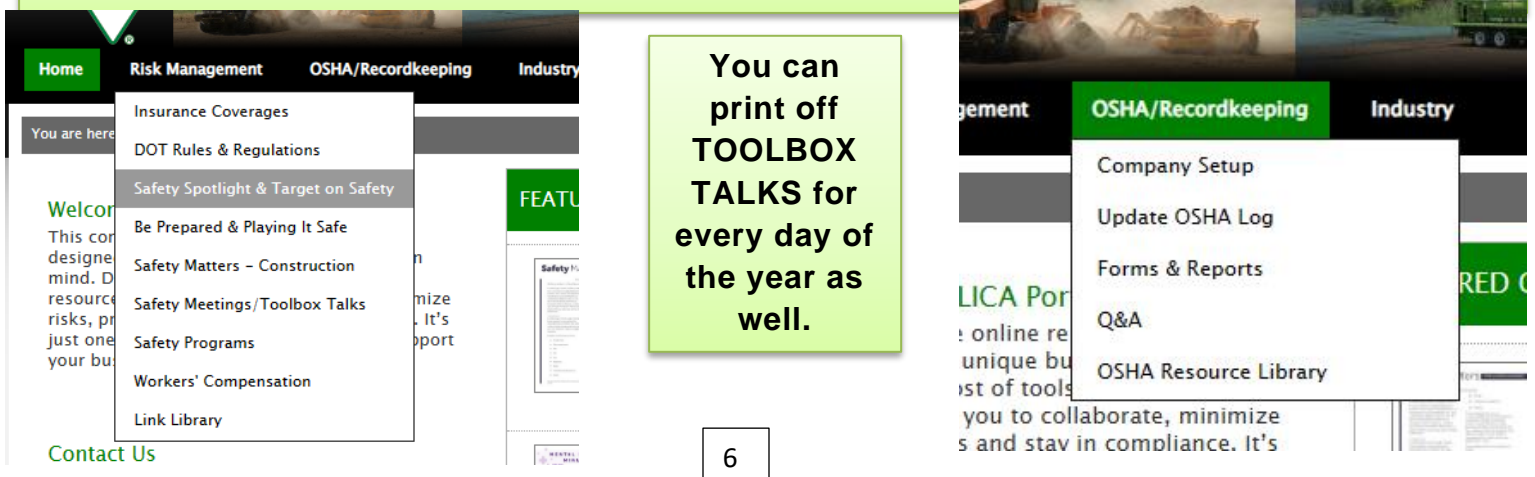 Home Risk Management OSHA/Recordkeeping Industry
Insurance Coverages
You are here
DOT Rules & Regulations
Safety Spotlight & Target on Safety
FEATU
Welcor
Be Prepared & Playing It Safe
This cor
designe
Safety Matters – Construction
n
mind. D
resource
Safety Meetings/Toolbox Talks
mize
risks, pr
. It's
just one
Safety Programs
pport
your bu
Workers' Compensation
Link Library
Contact Us
You can
print off
TOOLBOX
TALKS for
every day of
the year as
well.
6
gement OSHA/Recordkeeping Industry
Company Setup
Update OSHA Log
Forms & Reports
LICA Por
RED C
Q&A
online re
unique bu
OSHA Resource Library
ost of tools
you to collaborate, minimize
s and stay in compliance. It's